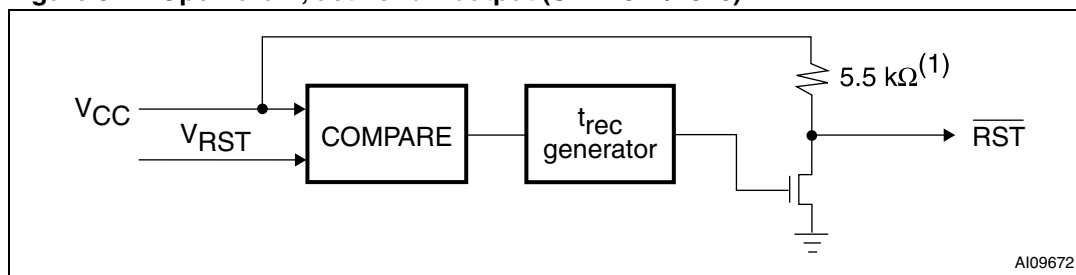 5.5 kΩ(1)
VCC
VRST
COMPARE
trec
generator
RST
AI09672